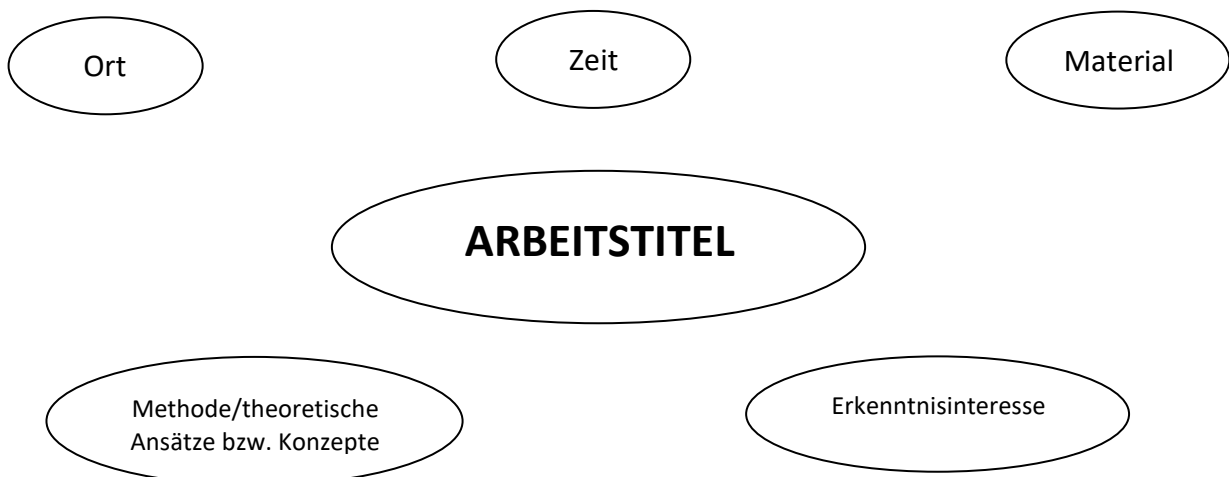 Ort
Zeit
Material
ARBEITSTITEL
Methode/theoretische
Ansätze bzw. Konzepte
Erkenntnisinteresse